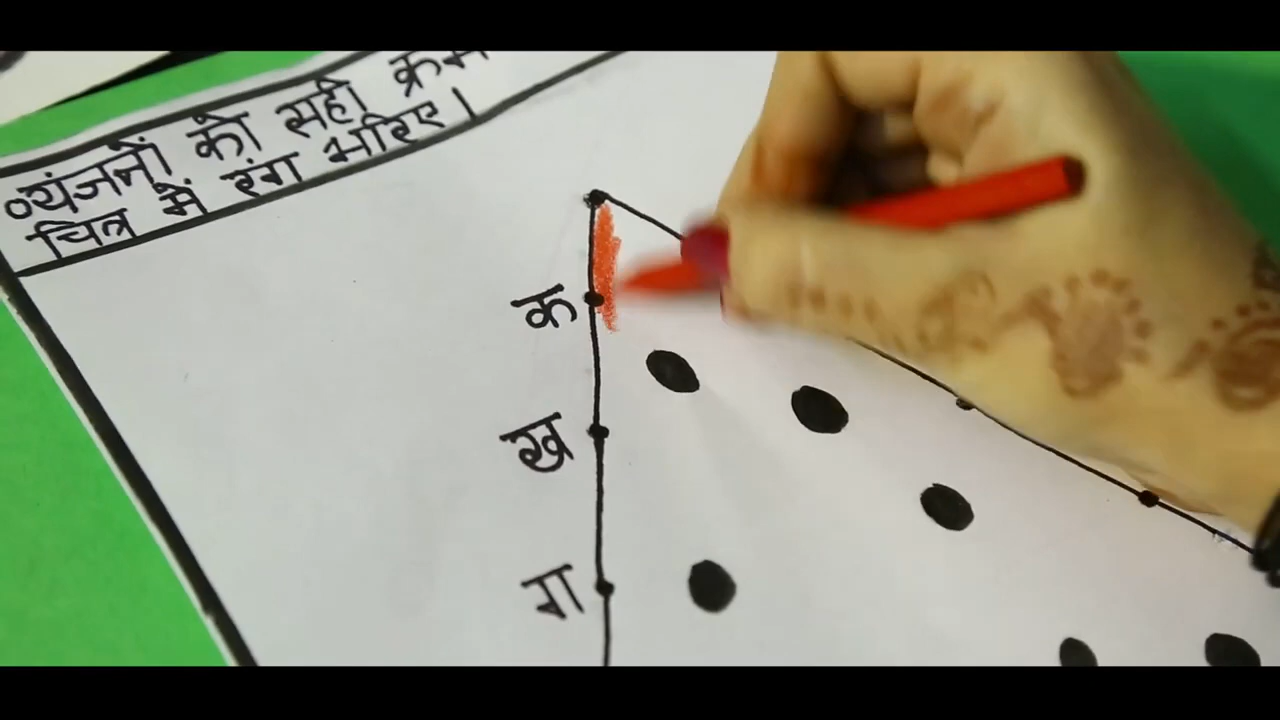 व्यंजनों को सही क्रम
चित्र में रंग भरिए।
क
ख
ग